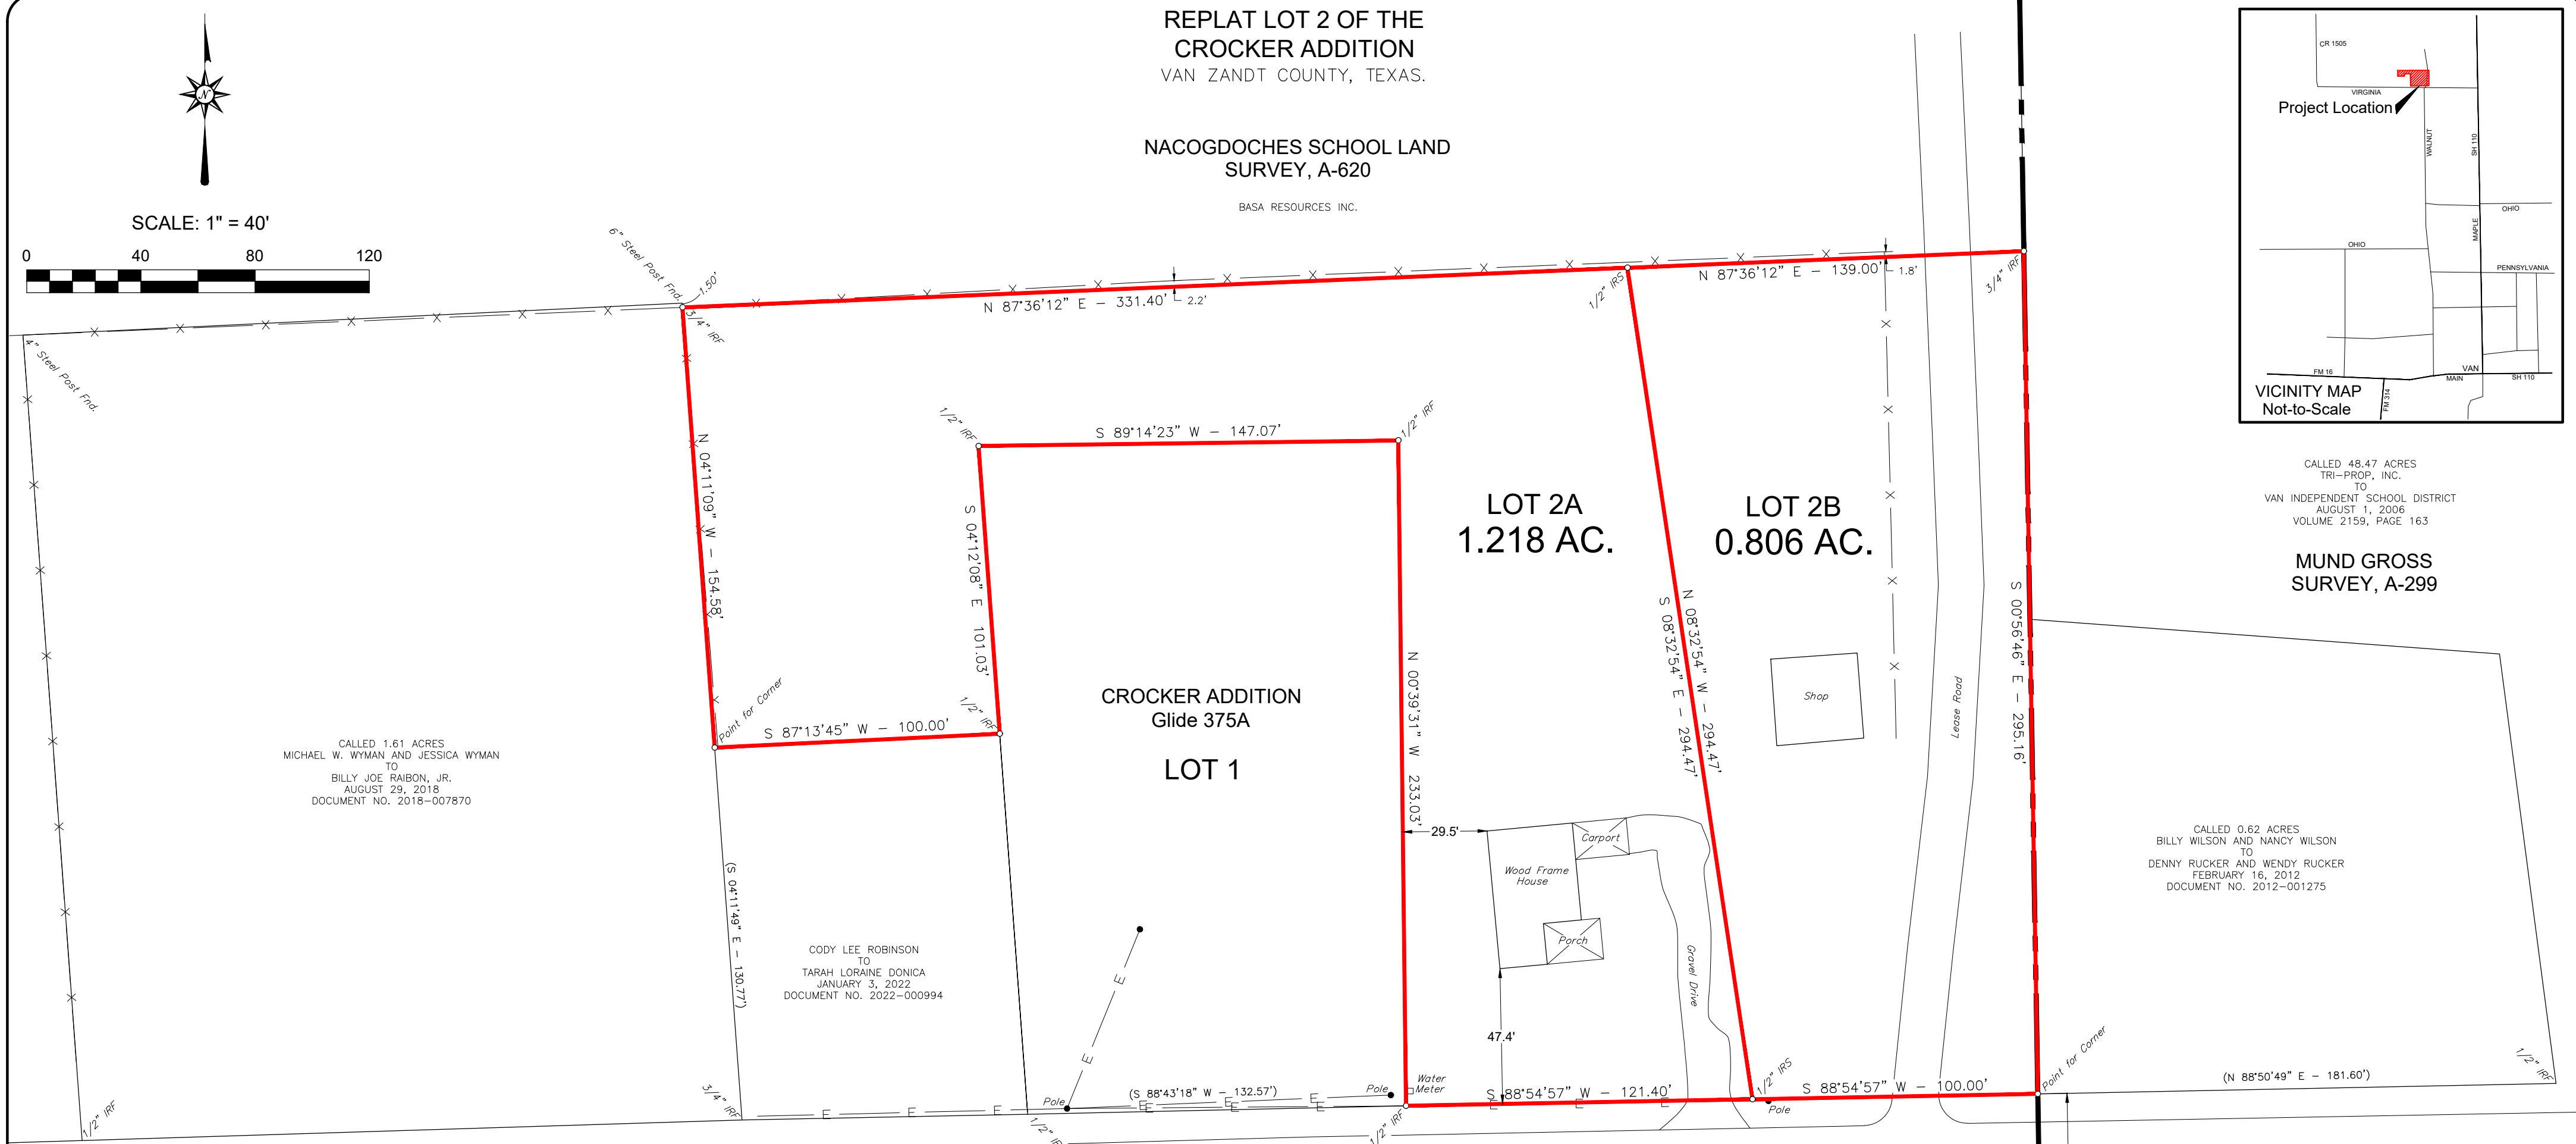 REPLAT LOT 2 OF THE
CROCKER ADDITION
VAN ZANDT COUNTY, TEXAS.
NACOGDOCHES SCHOOL LAND
SURVEY, A-620
BASA RESOURCES INC.
N
SCALE: 1" = 40'
0 40 80 120
CR 1505
VIRGINIA
Project Location
WALNUT
SH 110
OHIO
MAPLE
OHIO
PENNSYLVANIA
FM 16
VAN
MAIN
SH 110
FM 314
VICINITY MAP
Not-to-Scale
6" Steel Post Fnd.
1.50'
3/4" IRF
4" Steel Post Fnd.
N 87°36'12" E - 331.40'
2.2'
1/2" IRS
N 87°36'12" E - 139.00'
1.8'
3/4" IRF
N 04°11'09" W - 154.58'
1/2" IRF
S 89°14'23" W - 147.07'
1/2" IRF
S 04°12'08" E 101.03'
1/2" IRF
S 87°13'45" W - 100.00'
Point for Corner
CROCKER ADDITION
Glide 375A
LOT 1
N 00°39'31" W 233.03'
LOT 2A
1.218 AC.
LOT 2B
0.806 AC.
N 08°32'54" W - 294.47'
S 08°32'54" E - 294.47'
Shop
Lease Road
S 00°56'46" E - 295.16'
CALLED 48.47 ACRES
TRI-PROP, INC.
TO
VAN INDEPENDENT SCHOOL DISTRICT
AUGUST 1, 2006
VOLUME 2159, PAGE 163
MUND GROSS
SURVEY, A-299
CALLED 1.61 ACRES
MICHAEL W. WYMAN AND JESSICA WYMAN
TO
BILLY JOE RAIBON, JR.
AUGUST 29, 2018
DOCUMENT NO. 2018-007870
(S 04°11'49" E - 130.77')
CODY LEE ROBINSON
TO
TARAH LORAINE DONICA
JANUARY 3, 2022
DOCUMENT NO. 2022-000994
29.5'
Carport
Wood Frame
House
Porch
Gravel Drive
47.4'
CALLED 0.62 ACRES
BILLY WILSON AND NANCY WILSON
TO
DENNY RUCKER AND WENDY RUCKER
FEBRUARY 16, 2012
DOCUMENT NO. 2012-001275
1/2" IRF
3/4" IRF
Pole
(S 88°43'18" W - 132.57')
Pole
Water
Meter
S 88°54'57" W - 121.40'
1/2" IRS
Pole
S 88°54'57" W - 100.00'
Point for Corner
(N 88°50'49" E - 181.60')
1/2" IRF
1/2" IRF
1/2" IRF